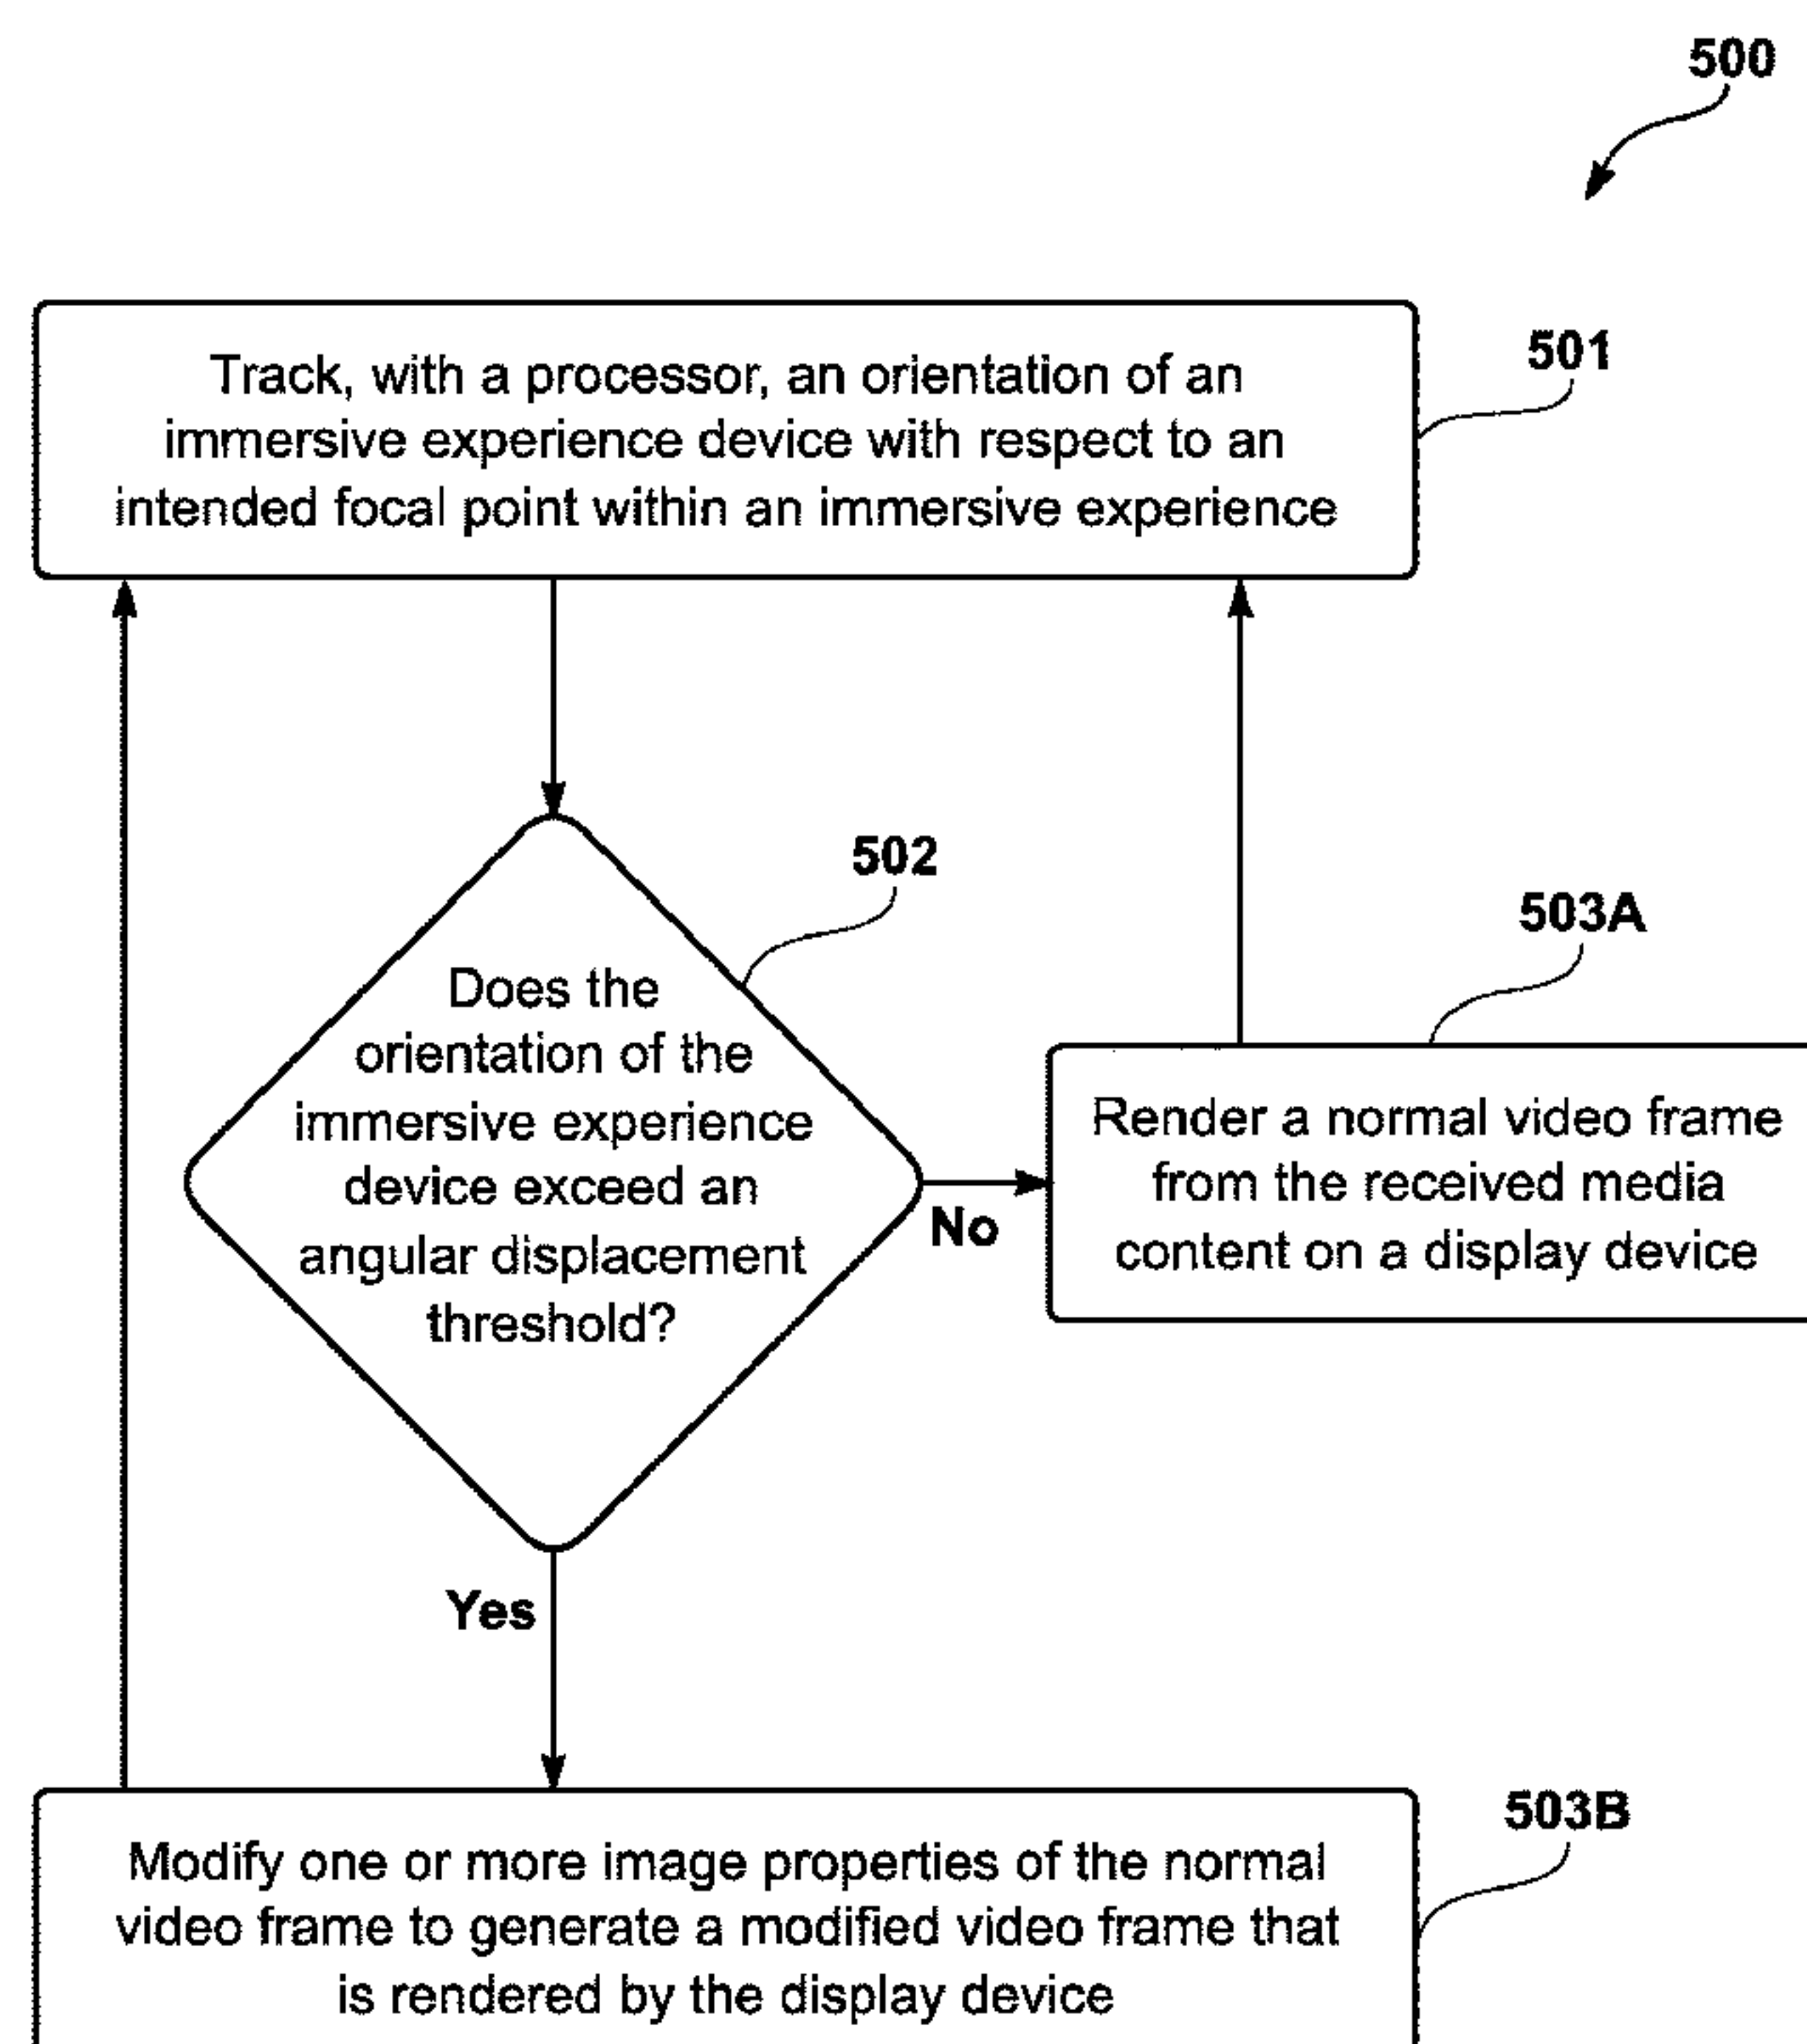 500
501
Track, with a processor, an orientation of an
immersive experience device with respect to an
intended focal point within an immersive experience
502
Does the
orientation of the
immersive experience
device exceed an
angular displacement
threshold?
No
503A
Render a normal video frame
from the received media
content on a display device
Yes
503B
Modify one or more image properties of the normal
video frame to generate a modified video frame that
is rendered by the display device